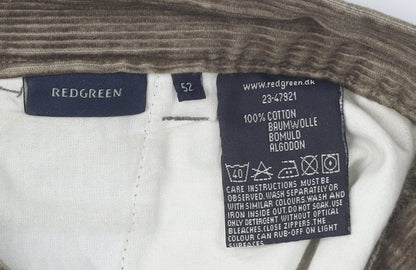 REDGREEN
52
www.redgreen.dk
23-47921
100% COTTON
BAUMWOLLE
BOMULD
ALGODON
40
CARE INSTRUCTIONS MUST BE
OBSERVED. WASH SEPARATELY OR
WITH SIMILAR COLOURS. WASH AND
IRON INSIDE OUT. DO NOT SOAK. USE
ONLY DETERGENT WITHOUT OPTICAL
BLEACHES. CLOSE ZIPPERS. THE
COLOUR CAN RUB-OFF ON LIGHT
SURFACES